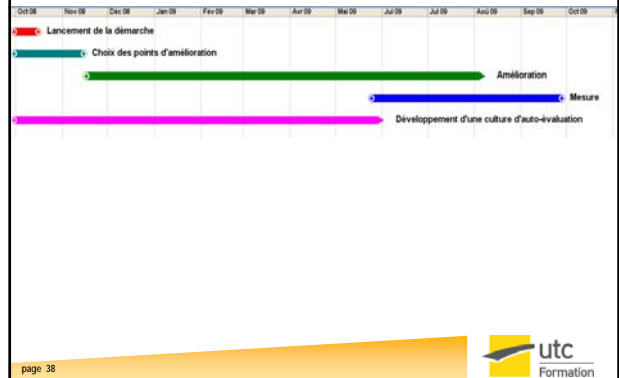 Oct 08 Nov 08 Déc 08 Jan 09 Fev 09 Mar 09 Avr 09 Mai 09 Jui 09 Jul 09 Aoû 09 Sep 09 Oct 09
Lancement de la démarche
Choix des points d'amélioration
Amélioration
Mesure
Développement d'une culture d'auto-évaluation
page 38
utc
Formation